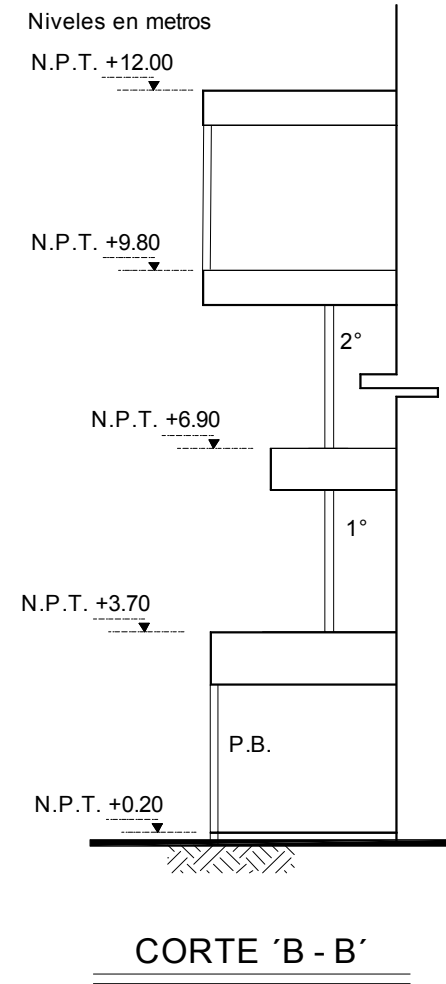 Niveles en metros
N.P.T. +12.00
N.P.T. +9.80
2°
N.P.T. +6.90
1°
N.P.T. +3.70
P.B.
N.P.T. +0.20
CORTE ´B - B´